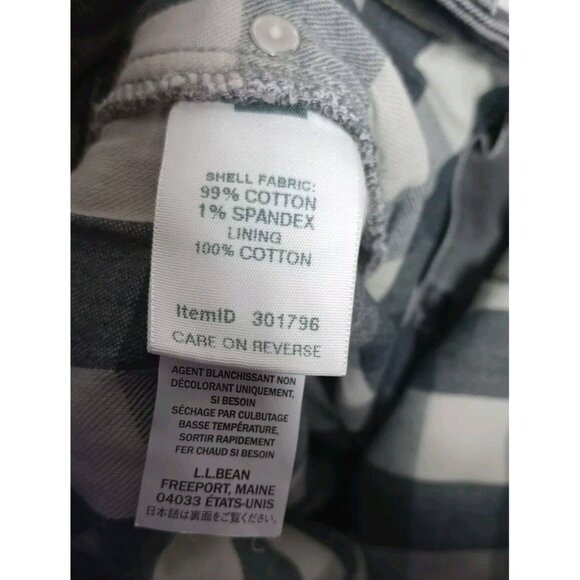 SHELL FABRIC:
99% COTTON
1% SPANDEX
LINING
100% COTTON
ItemID 301796
CARE ON REVERSE
AGENT BLANCHISSANT NON
DÉCOLORANT UNIQUEMENT,
SI BESOIN
SÉCHAGE PAR CULBUTAGE
BASSE TEMPÉRATURE,
SORTIR RAPIDEMENT
FER CHAUD SI BESOIN
L.L.BEAN
FREEPORT, MAINE
04033 ÉTATS-UNIS
日本語は裏面をご覧ください。